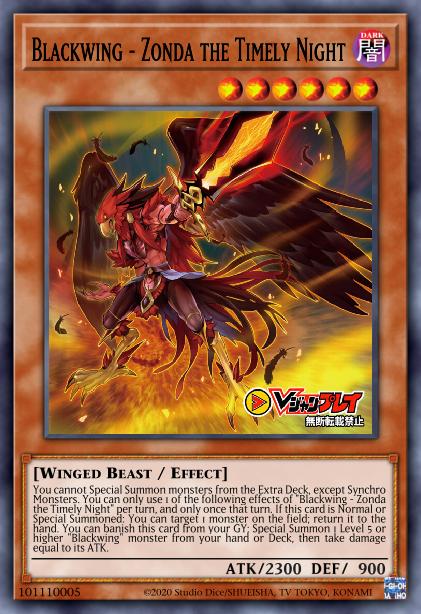 Blackwing - Zonda the Timely Night
DARK
闇
Vジャンプレイ
無断転載禁止
[Winged Beast / Effect]
You cannot Special Summon monsters from the Extra Deck, except Synchro
Monsters. You can only use 1 of the following effects of "Blackwing - Zonda
the Timely Night" per turn, and only once that turn. If this card is Normal or
Special Summoned: You can target 1 monster on the field; return it to the
hand. You can banish this card from your GY; Special Summon 1 Level 5 or
higher "Blackwing" monster from your hand or Deck, then take damage
equal to its ATK.
ATK/2300 DEF/ 900
101110005
©2020 Studio Dice/SHUEISHA, TV TOKYO, KONAMI